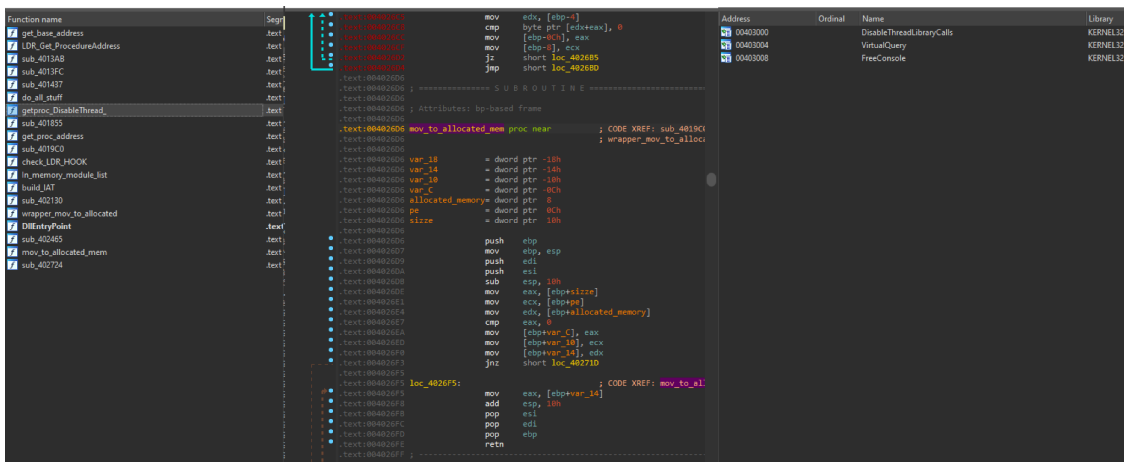 Function name
Segr
get_base_address
.text
LDR_Get_ProcedureAddress
.text
sub_4013AB
.text
sub_4013FC
.text
sub_401437
.text
do_all_stuff
.text
getproc_DisableThread_
.text
sub_401855
.text
get_proc_address
.text
sub_4019C0
.text
check_LDR_HOOK
.text
In_memory_module_list
.text
build_IAT
.text
sub_402130
.text
wrapper_mov_to_allocated
.text
DllEntryPoint
.text
sub_402465
.text
mov_to_allocated_mem
.text
sub_402724
.text
mov edx, [ebp-4]
cmp byte ptr [edx+eax], 0
mov [ebp-0Ch], eax
mov [ebp-8], ecx
jz short loc_4026B5
jmp short loc_4026BD
.text:004026D6
.text:004026D6 ; =============== S U B R O U T I N E =======================
.text:004026D6
.text:004026D6 ; Attributes: bp-based frame
.text:004026D6
.text:004026D6 mov_to_allocated_mem proc near ; CODE XREF: sub_4019C0
.text:004026D6 ; wrapper_mov_to_alloca
.text:004026D6
.text:004026D6 var_18 = dword ptr -18h
.text:004026D6 var_14 = dword ptr -14h
.text:004026D6 var_10 = dword ptr -10h
.text:004026D6 var_C = dword ptr -0Ch
.text:004026D6 allocated_memory= dword ptr 8
.text:004026D6 pe = dword ptr 0Ch
.text:004026D6 sizze = dword ptr 10h
.text:004026D6
.text:004026D6 push ebp
.text:004026D7 mov ebp, esp
.text:004026D9 push edi
.text:004026DA push esi
.text:004026DB sub esp, 10h
.text:004026DE mov eax, [ebp+sizze]
.text:004026E1 mov ecx, [ebp+pe]
.text:004026E4 mov edx, [ebp+allocated_memory]
.text:004026E7 cmp eax, 0
.text:004026EA mov [ebp+var_C], eax
.text:004026ED mov [ebp+var_10], ecx
.text:004026F0 mov [ebp+var_14], edx
.text:004026F3 jnz short loc_40271D
.text:004026F5
.text:004026F5 loc_4026F5: ; CODE XREF: mov_to_al
.text:004026F5 mov eax, [ebp+var_14]
.text:004026F8 add esp, 10h
.text:004026FB pop esi
.text:004026FC pop edi
.text:004026FD pop ebp
.text:004026FE retn
.text:004026FF ;
Address Ordinal Name Library
00403000 DisableThreadLibraryCalls KERNEL32
00403004 VirtualQuery KERNEL32
00403008 FreeConsole KERNEL32